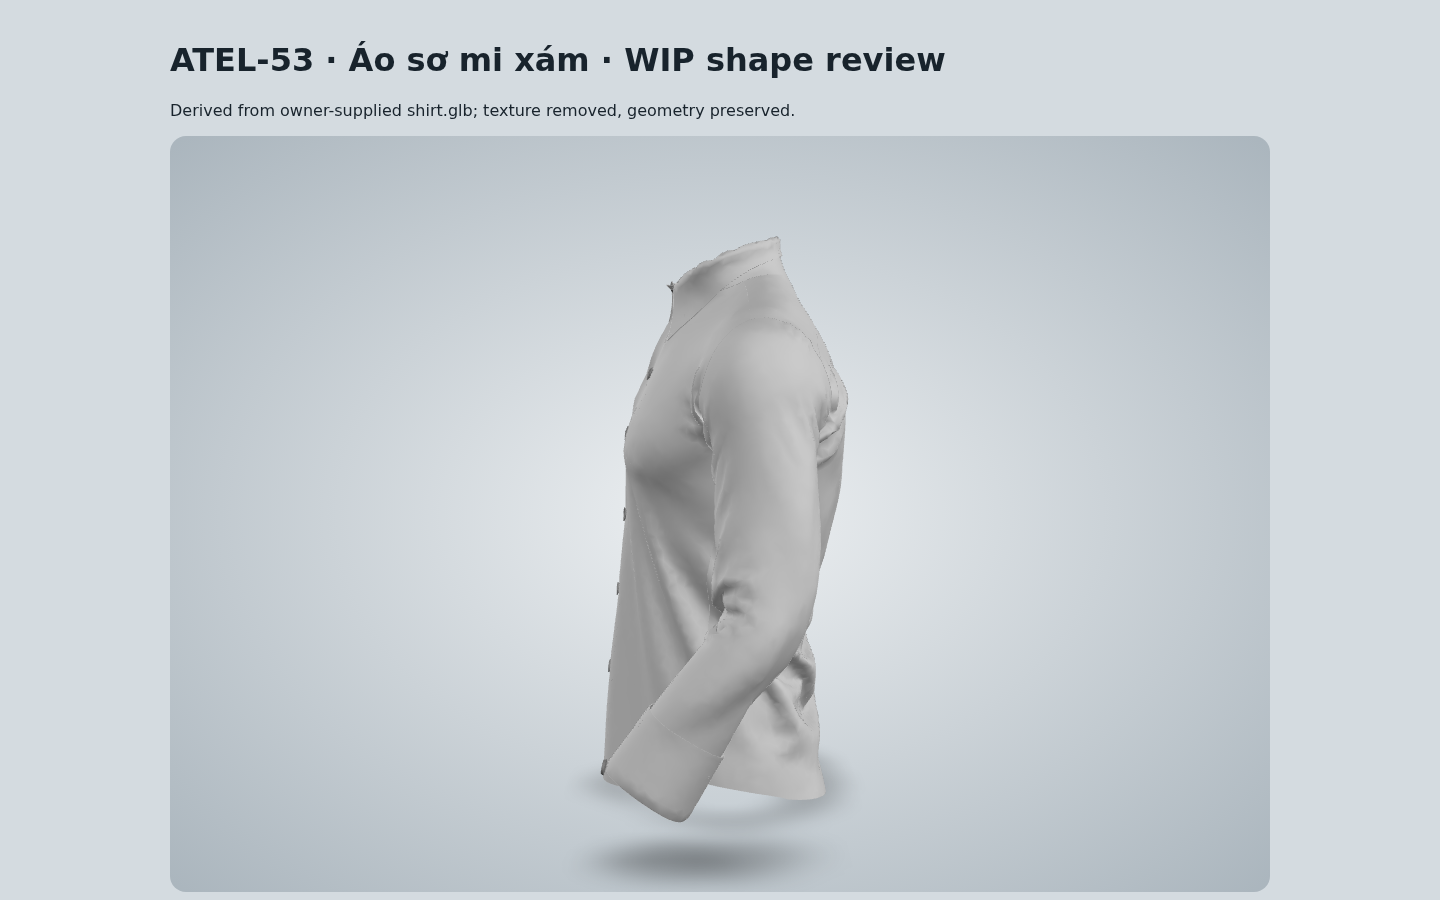 ATEL-53 · Áo sơ mi xám · WIP shape review
Derived from owner-supplied shirt.glb; texture removed, geometry preserved.